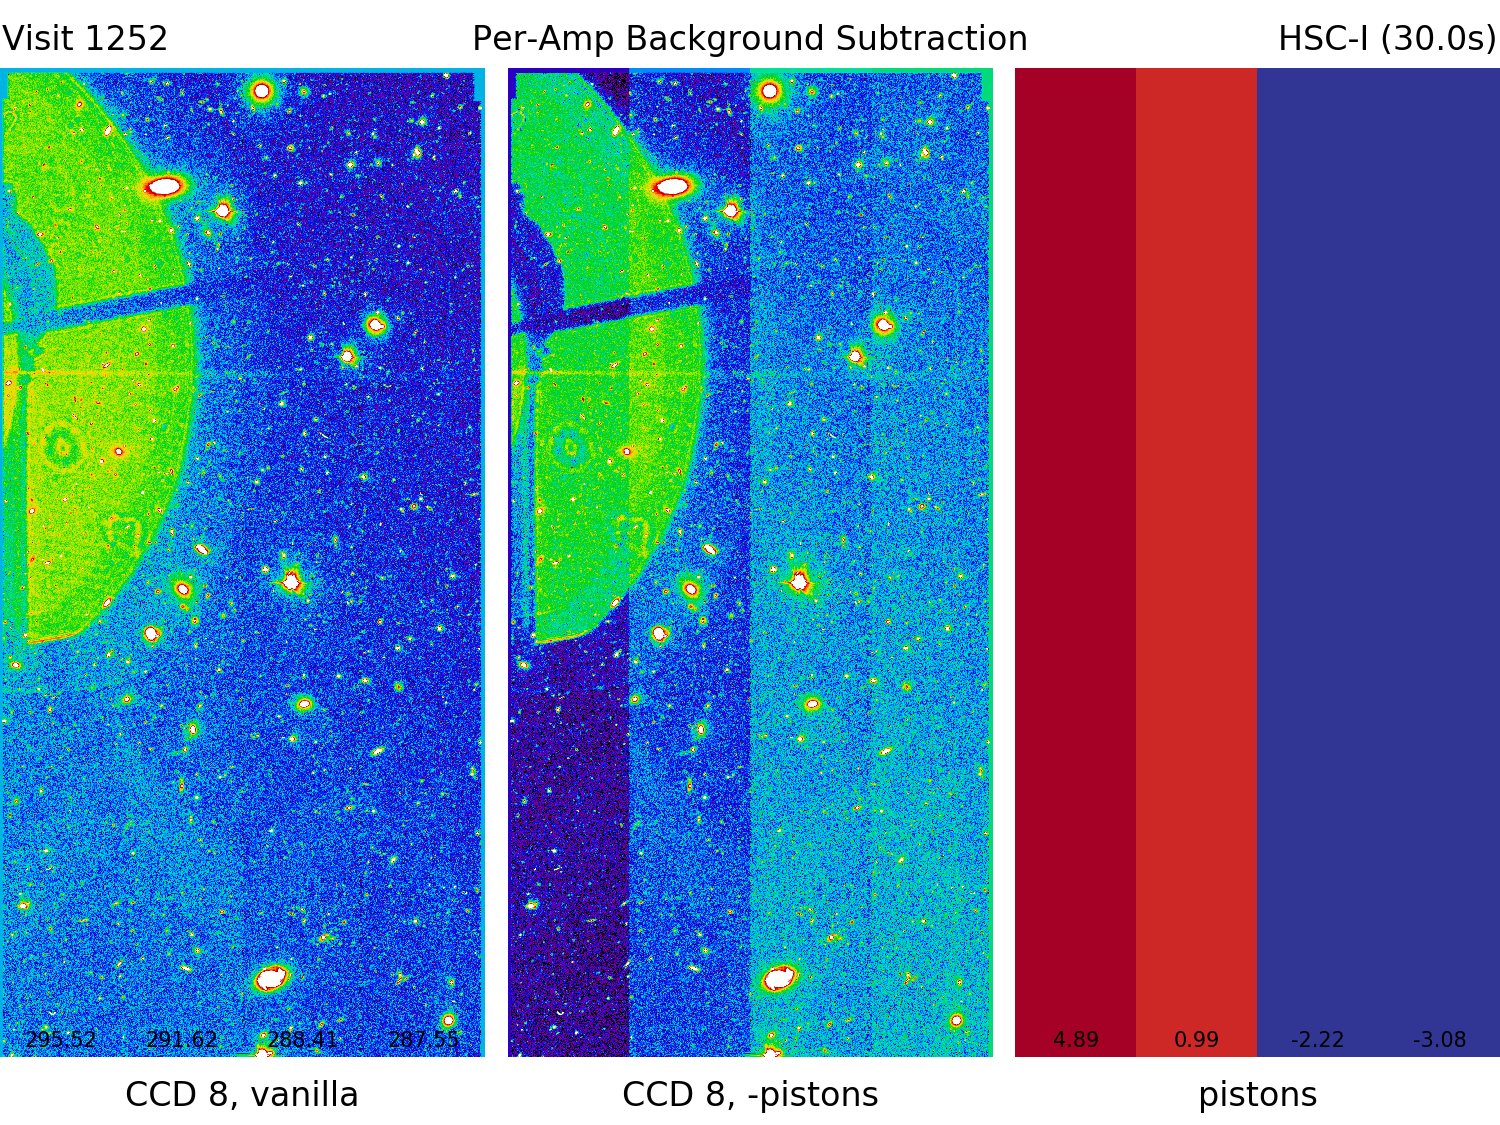 Visit 1252 Per-Amp Background Subtraction HSC-I (30.0s)
295.52 291.62 288.41 287.55 4.89 0.99 -2.22 -3.08
CCD 8, vanilla CCD 8, -pistons pistons